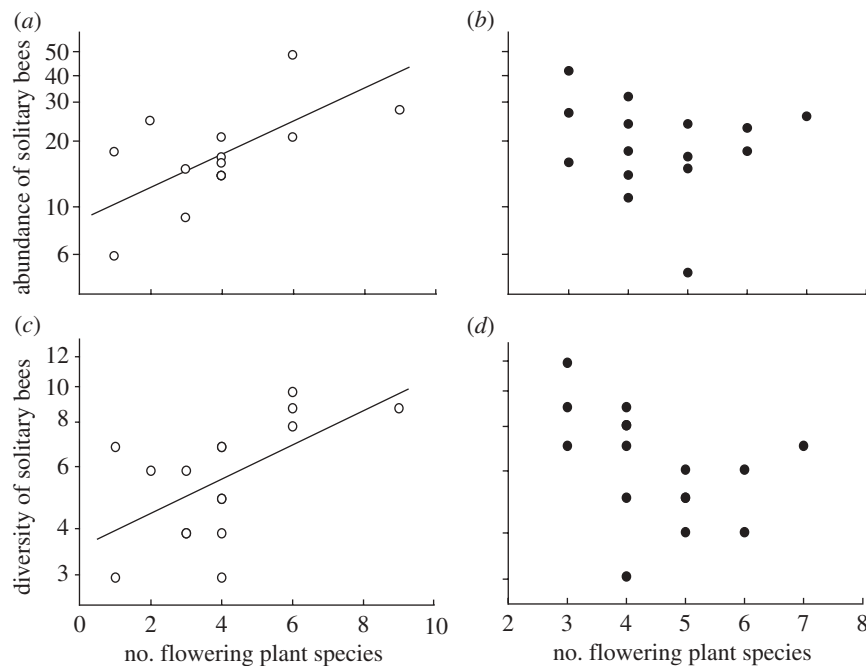 (a)
(b)
abundance of solitary bees
50
40
30
20
10
6
(c)
(d)
diversity of solitary bees
12
10
8
6
4
3
0 2 4 6 8 10
2 3 4 5 6 7 8
no. flowering plant species
no. flowering plant species